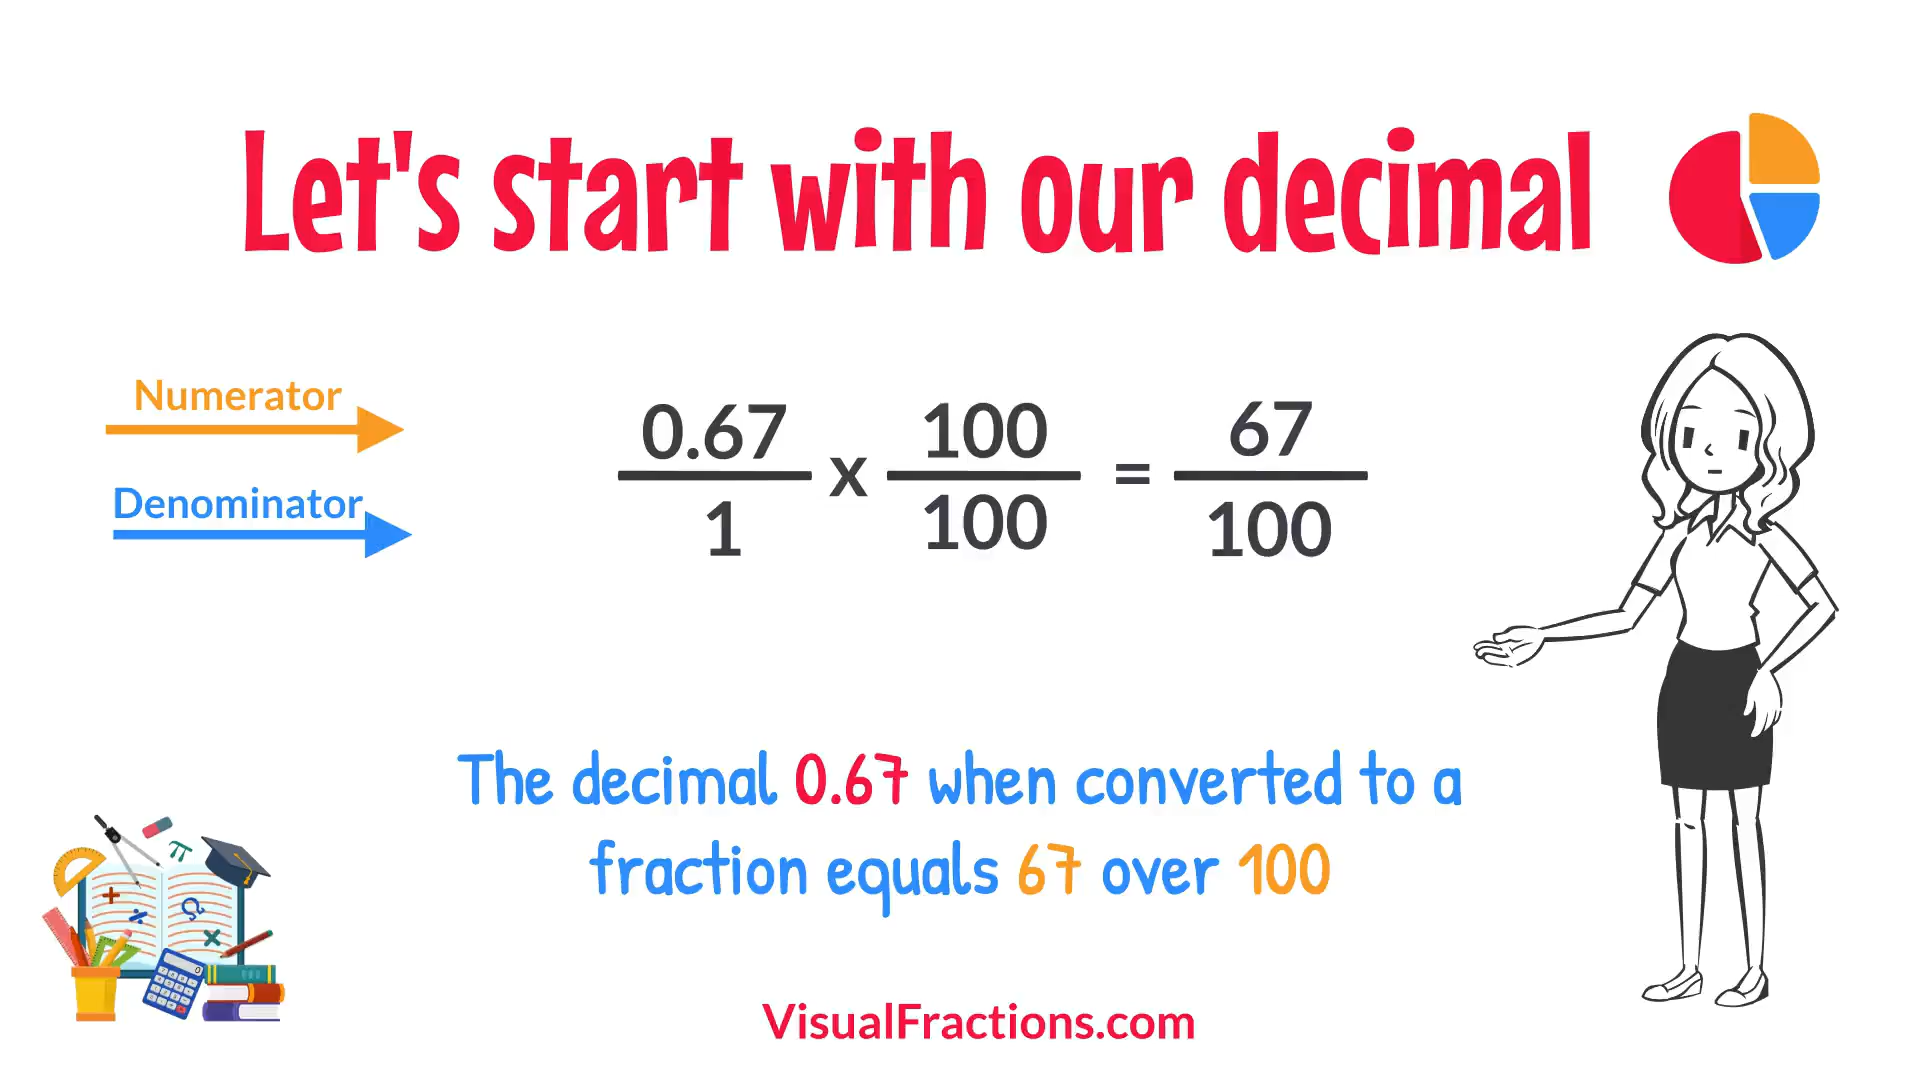 Let's start with our decimal
Numerator
Denominator
0.67 x 100 = 67
1 100 100
The decimal 0.67 when converted to a
fraction equals 67 over 100
VisualFractions.com